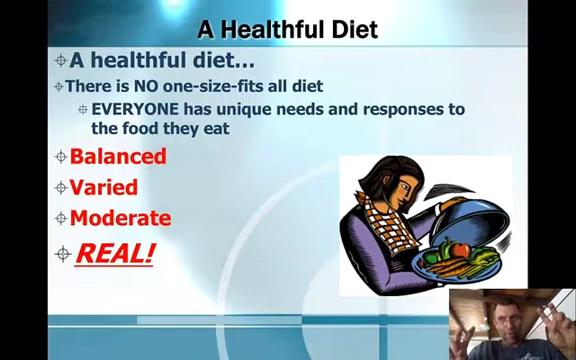 A Healthful Diet
A healthful diet...
There is NO one-size-fits all diet
EVERYONE has unique needs and responses to
the food they eat
Balanced
Varied
Moderate
REAL!